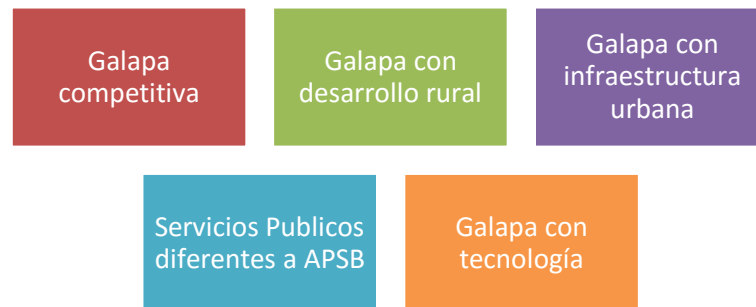 Galapa
competitiva
Galapa con
desarrollo rural
Galapa con
infraestructura
urbana
Servicios Publicos
diferentes a APSB
Galapa con
tecnología